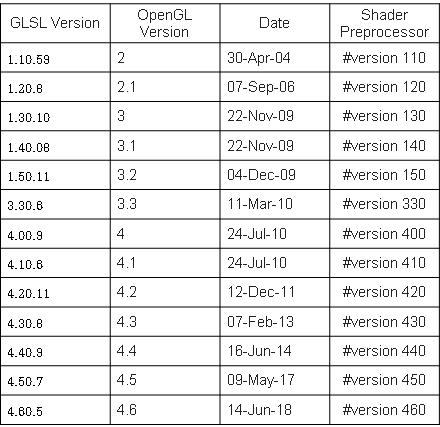 GLSL Version OpenGL Version Date Shader Preprocessor
1.10.59 2 30-Apr-04 #version 110
1.20.8 2.1 07-Sep-06 #version 120
1.30.10 3 22-Nov-09 #version 130
1.40.08 3.1 22-Nov-09 #version 140
1.50.11 3.2 04-Dec-09 #version 150
3.30.6 3.3 11-Mar-10 #version 330
4.00.9 4 24-Jul-10 #version 400
4.10.6 4.1 24-Jul-10 #version 410
4.20.11 4.2 12-Dec-11 #version 420
4.30.8 4.3 07-Feb-13 #version 430
4.40.9 4.4 16-Jun-14 #version 440
4.50.7 4.5 09-May-17 #version 450
4.60.5 4.6 14-Jun-18 #version 460